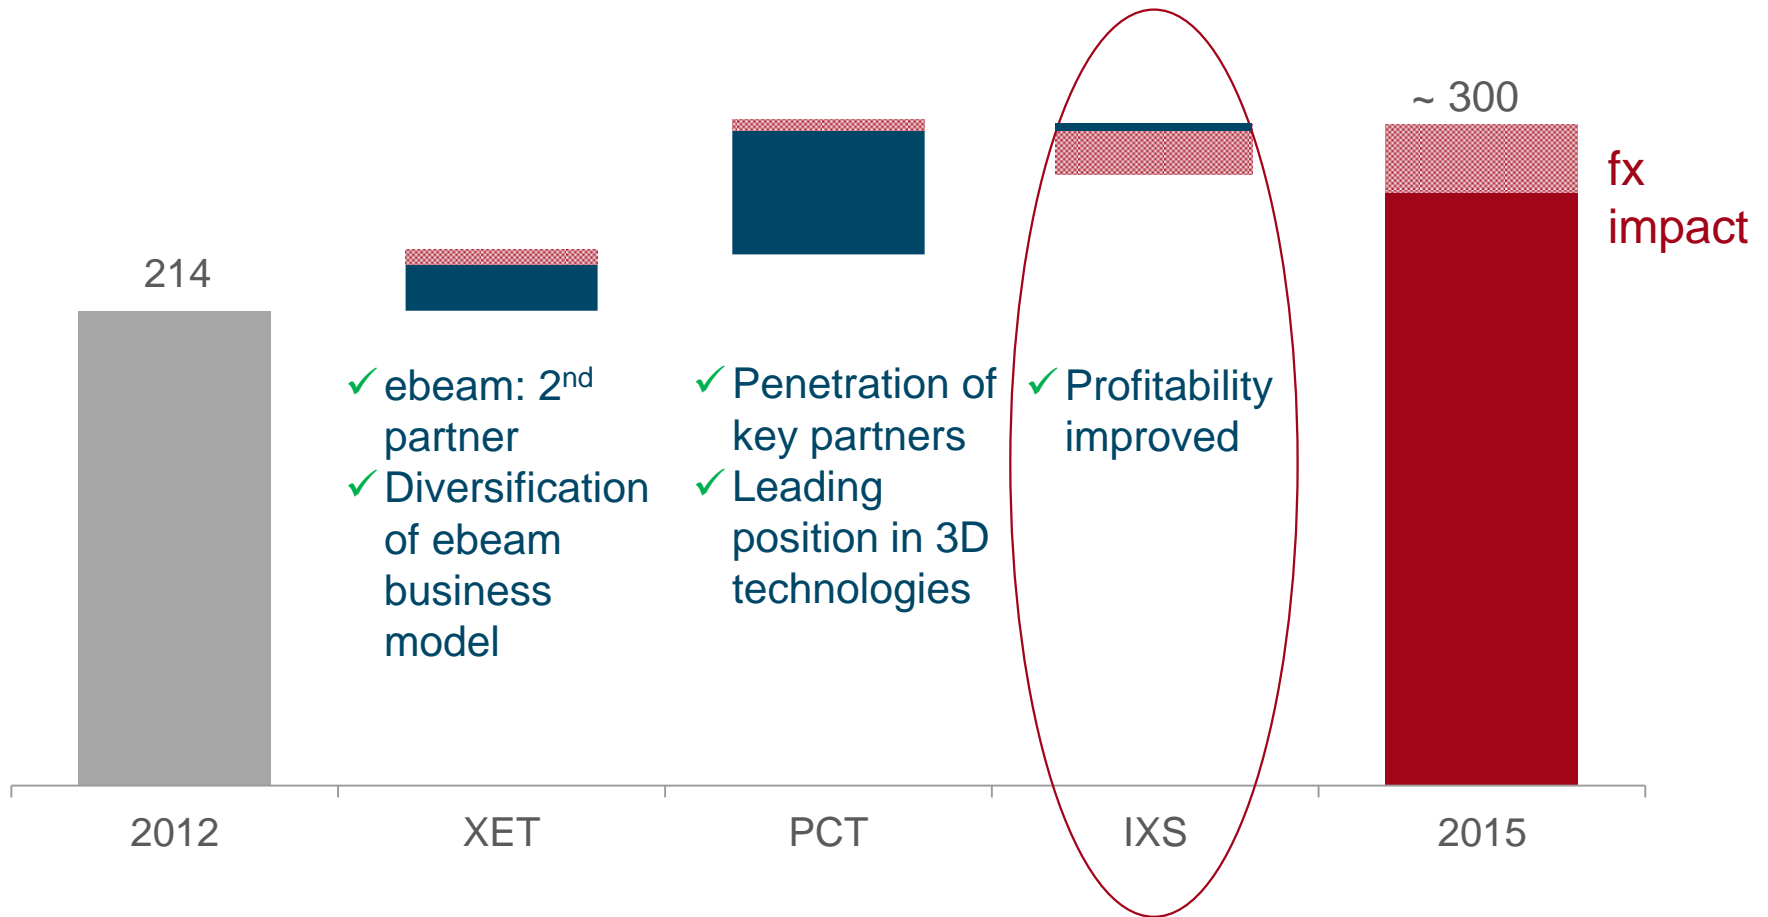 ~ 300
fx
impact
214
✓ ebeam: 2nd
partner
✓ Diversification
of ebeam
business
model
✓ Penetration of
key partners
✓ Leading
position in 3D
technologies
✓ Profitability
improved
2012
XET
PCT
IXS
2015